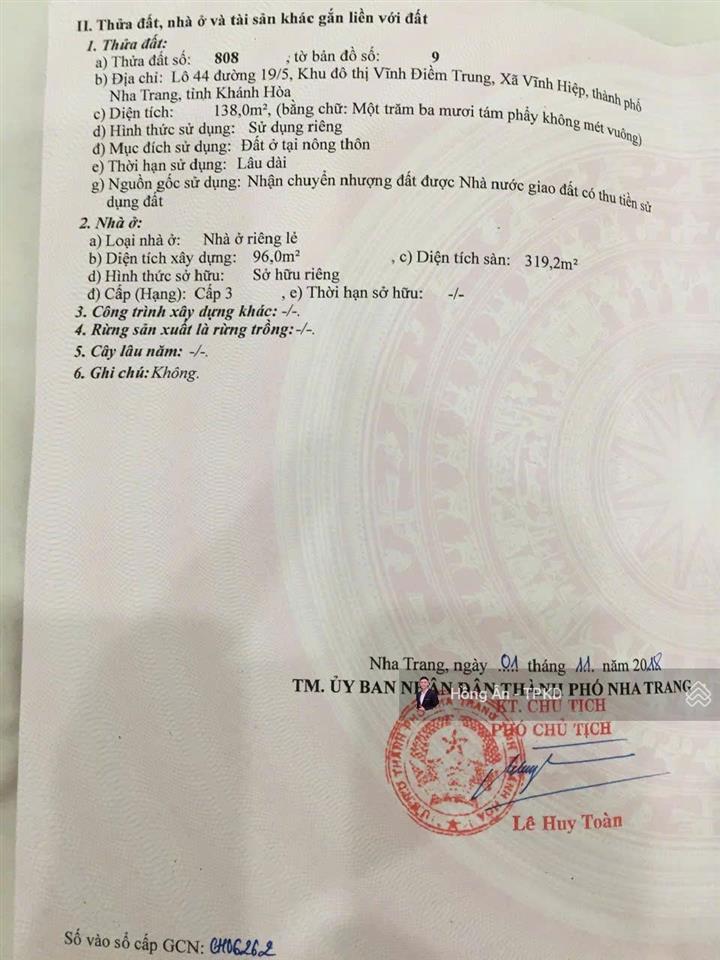 II. Thửa đất, nhà ở và tài sản khác gắn liền với đất
1. Thửa đất:
a) Thửa đất số: 808 , tờ bản đồ số: 9
b) Địa chỉ: Lô 44 đường 19/5, Khu đô thị Vĩnh Điềm Trung, Xã Vĩnh Hiệp, thành phố
Nha Trang, tỉnh Khánh Hòa
c) Diện tích: 138,0m², (bằng chữ: Một trăm ba mươi tám phẩy không mét vuông)
d) Hình thức sử dụng: Sử dụng riêng
đ) Mục đích sử dụng: Đất ở tại nông thôn
e) Thời hạn sử dụng: Lâu dài
g) Nguồn gốc sử dụng: Nhận chuyển nhượng đất được Nhà nước giao đất có thu tiền sử
dụng đất
2. Nhà ở:
a) Loại nhà ở: Nhà ở riêng lẻ
b) Diện tích xây dựng: 96,0m² , c) Diện tích sàn: 319,2m²
d) Hình thức sở hữu: Sở hữu riêng
đ) Cấp (Hạng): Cấp 3 , e) Thời hạn sở hữu: -/-
3. Công trình xây dựng khác: -/-.
4. Rừng sản xuất là rừng trồng: -/-.
5. Cây lâu năm: -/-.
6. Ghi chú: Không.
Nha Trang, ngày 01 tháng 11. năm 2018
TM. ỦY BAN NHÂN DÂN THÀNH PHỐ NHA TRANG
Hồng Ân - TPKD
KT. CHỦ TỊCH
PHÓ CHỦ TỊCH
Lê Huy Toàn
Số vào sổ cấp GCN: CH06262